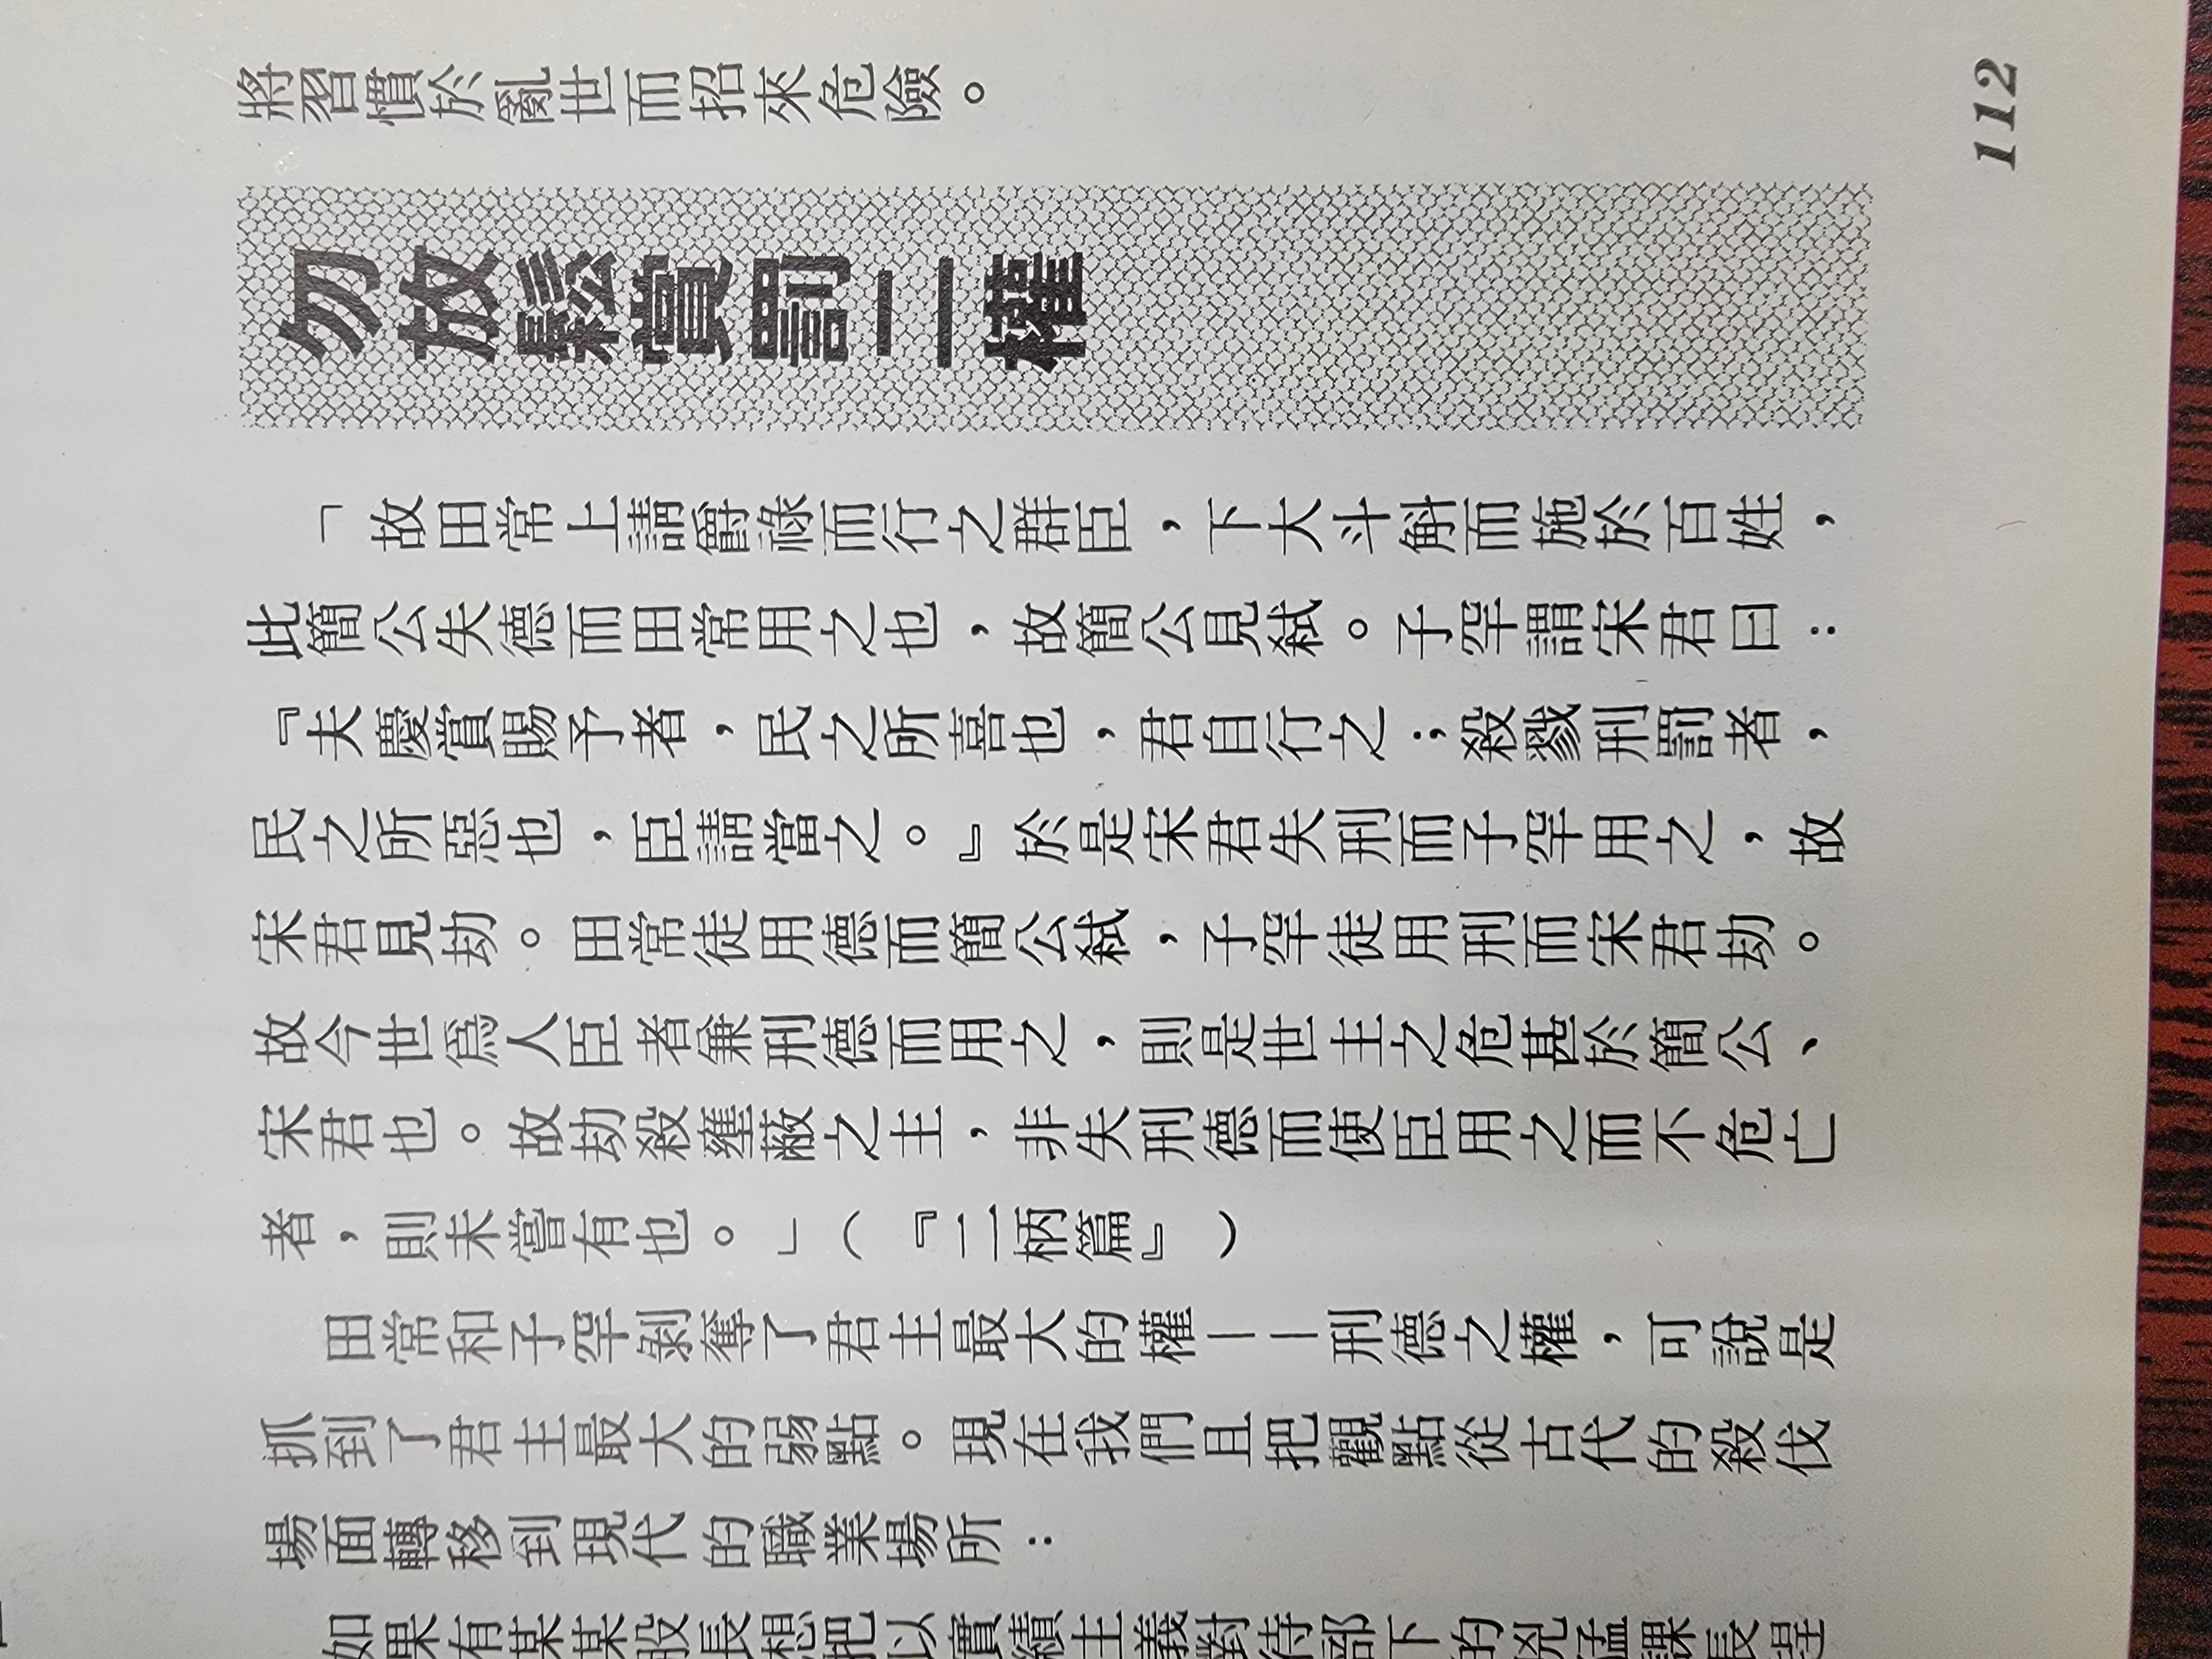 將習慣於亂世而招來危險。
勿放鬆賞罰二權
「故田常上請爵祿而行之群臣，下大斗斛而施於百姓，
此簡公失德而田常用之也，故簡公見弑。子罕謂宋君曰：
『夫慶賞賜予者，民之所喜也，君自行之；殺戮刑罰者，
民之所惡也，臣請當之。』於是宋君失刑而子罕用之，故
宋君見劫。田常徒用德而簡公弑，子罕徒用刑而宋君劫。
故今世爲人臣者兼刑德而用之，則是世主之危甚於簡公、
宋君也。故劫殺壅蔽之主，非失刑德而使臣用之而不危亡
者，則未嘗有也。」（『二柄篇』）
田常和子罕剝奪了君主最大的權——刑德之權，可說是
抓到了君主最大的弱點。現在我們且把觀點從古代的殺伐
場面轉移到現代的職業場所：
如果有某某股長想把以實績主義對待部下的兇猛課長
112